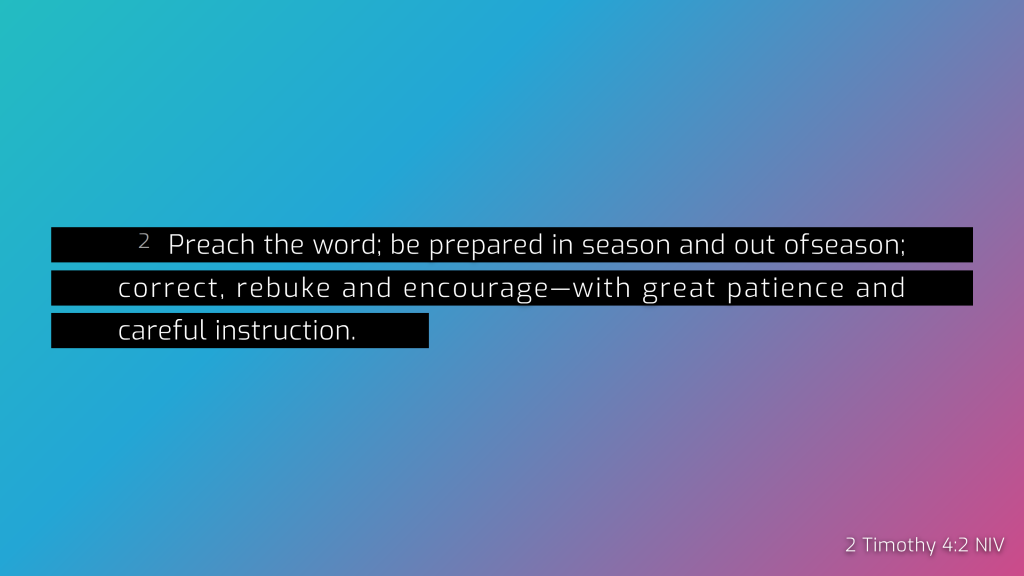 2 Preach the word; be prepared in season and out ofseason;
correct, rebuke and encourage—with great patience and
careful instruction.
2 Timothy 4:2 NIV